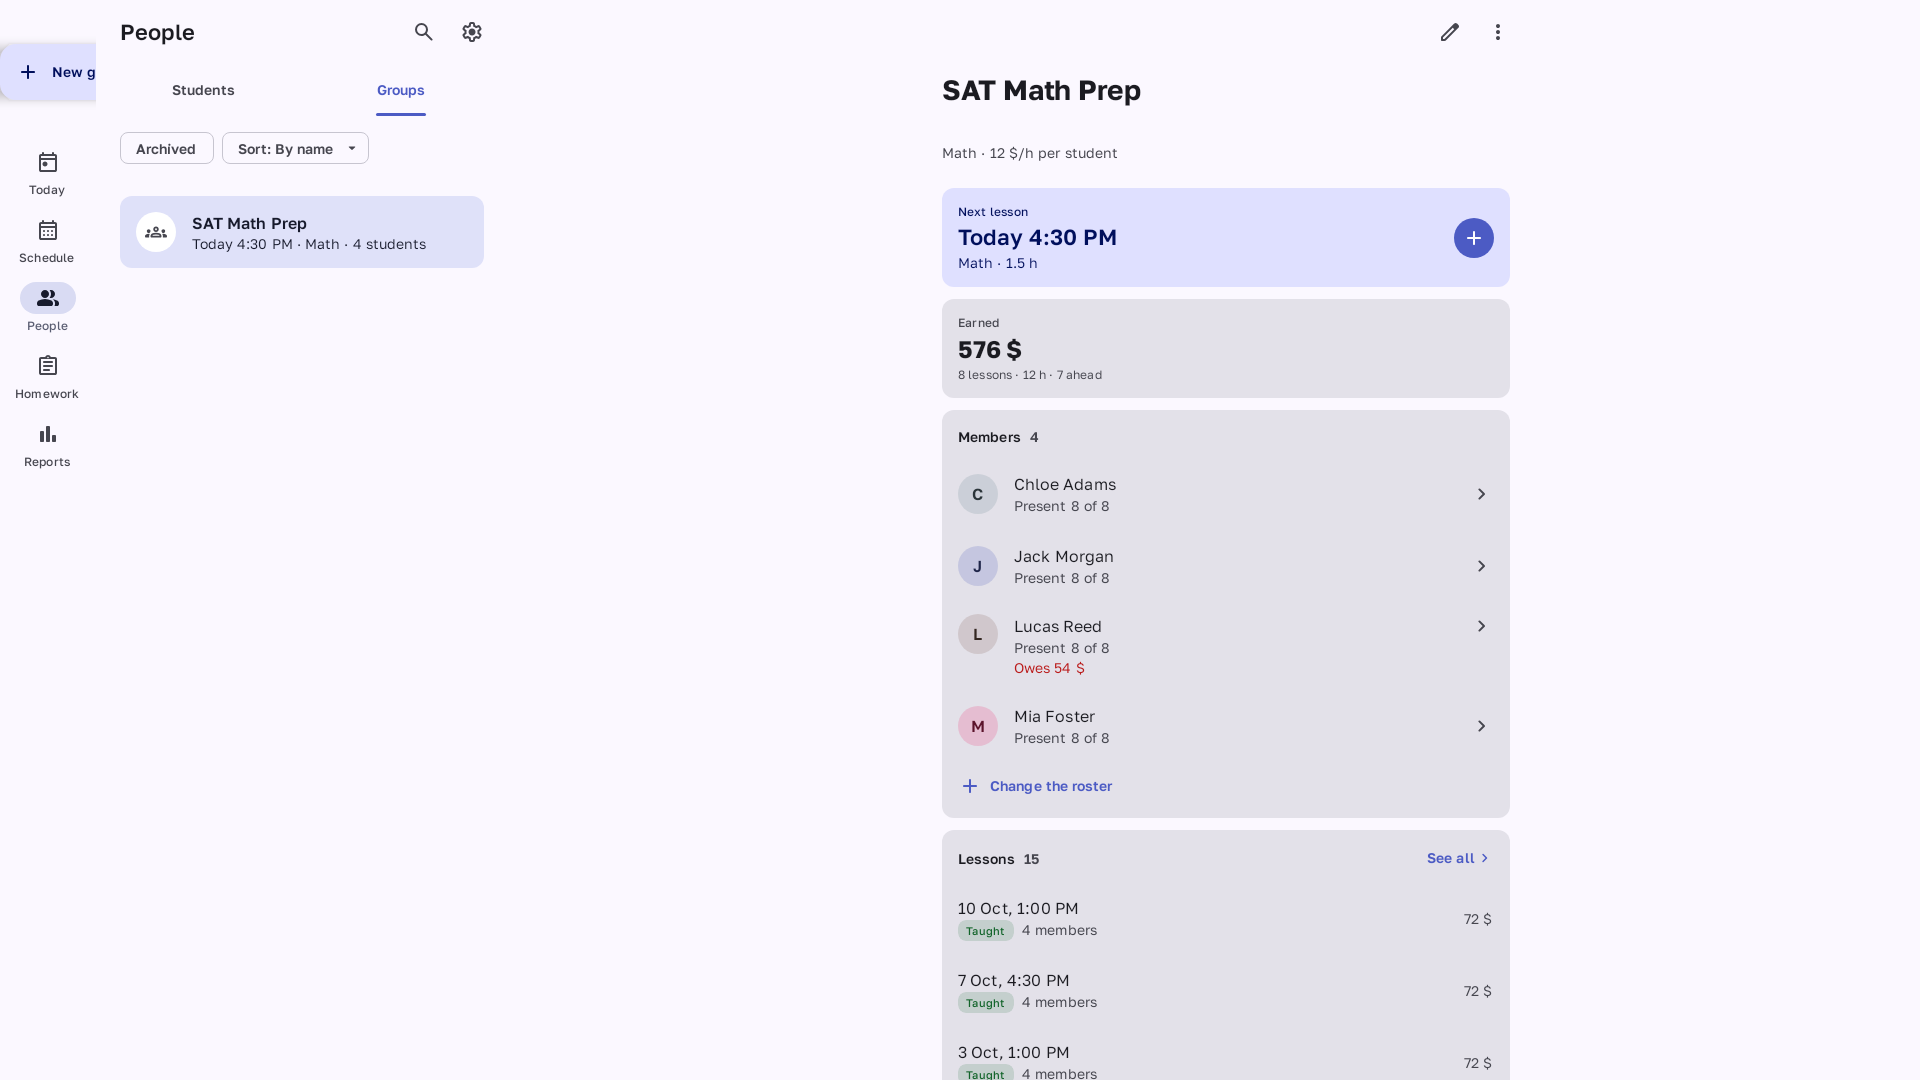 People
New g
Students
Groups
Archived
Sort: By name
SAT Math Prep
Today 4:30 PM · Math · 4 students
Today
Schedule
People
Homework
Reports
SAT Math Prep
Math · 12 $/h per student
Next lesson
Today 4:30 PM
Math · 1.5 h
Earned
576 $
8 lessons · 12 h · 7 ahead
Members 4
C
Chloe Adams
Present 8 of 8
J
Jack Morgan
Present 8 of 8
L
Lucas Reed
Present 8 of 8
Owes 54 $
M
Mia Foster
Present 8 of 8
Change the roster
Lessons 15
See all
10 Oct, 1:00 PM
Taught 4 members
72 $
7 Oct, 4:30 PM
Taught 4 members
72 $
3 Oct, 1:00 PM
Taught 4 members
72 $